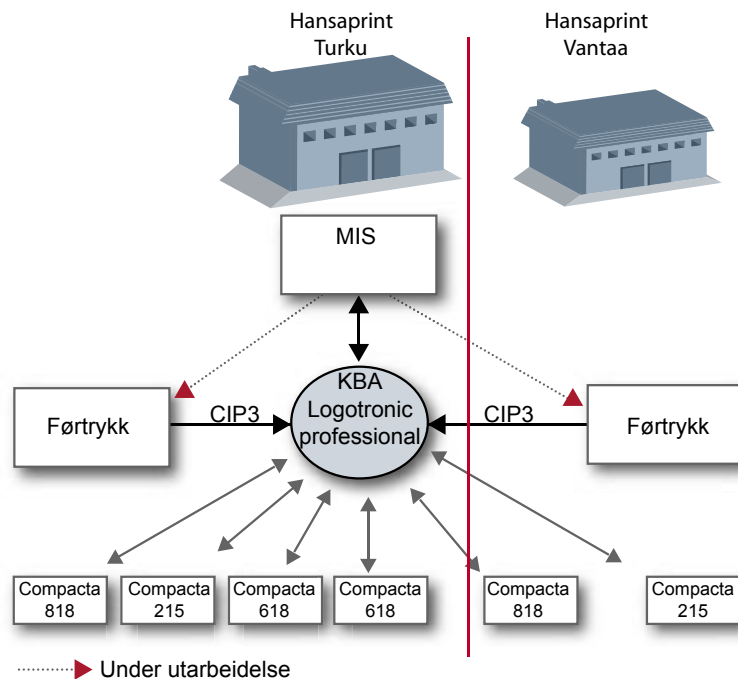 Hansaprint
Turku
Hansaprint
Vantaa
MIS
KBA
Logotronic
professional
Førtrykk
CIP3
CIP3
Førtrykk
Compacta
818
Compacta
215
Compacta
618
Compacta
618
Compacta
818
Compacta
215
Under utarbeidelse